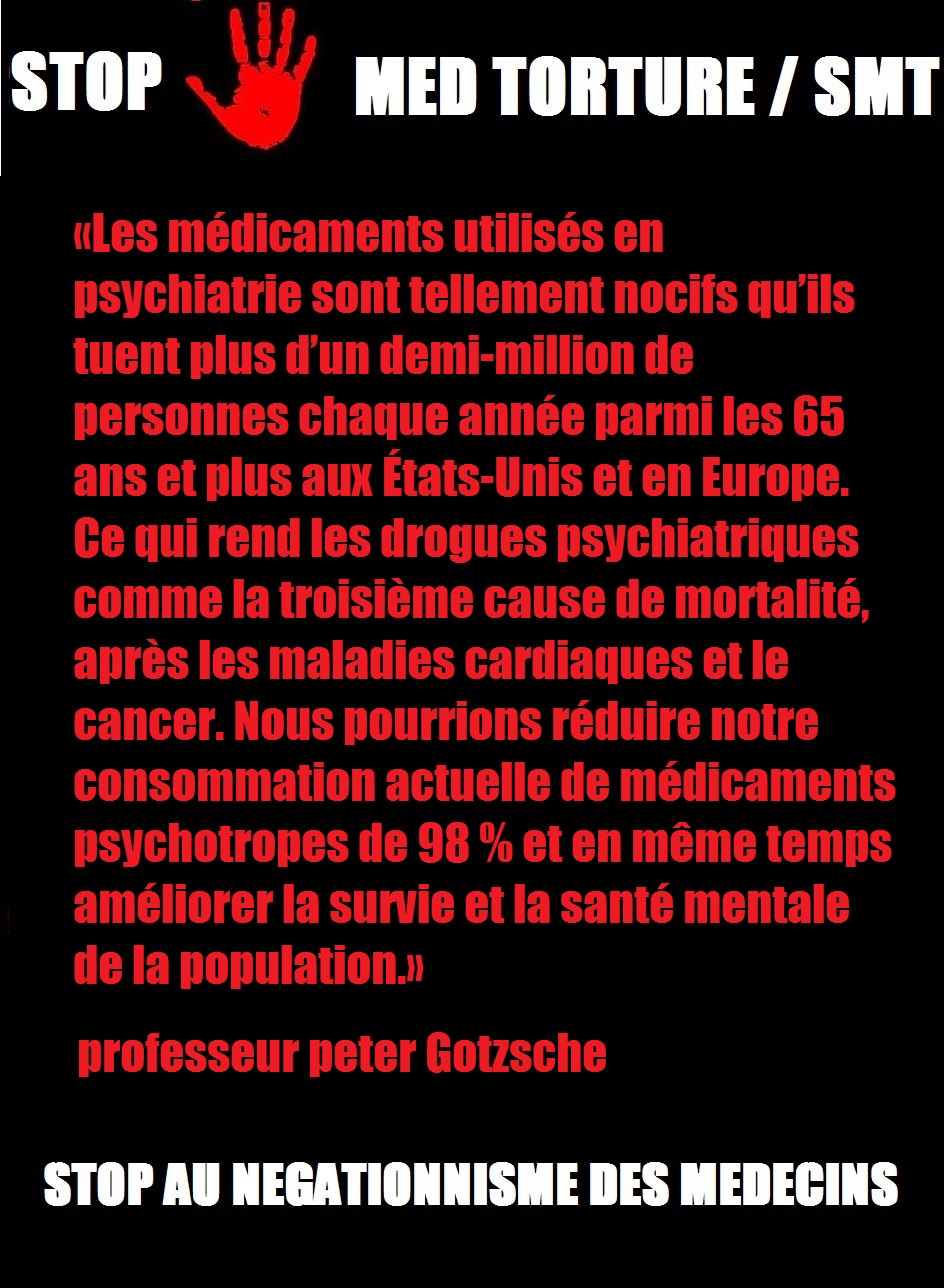 STOP MED TORTURE / SMT
«Les médicaments utilisés en
psychiatrie sont tellement nocifs qu’ils
tuent plus d’un demi-million de
personnes chaque année parmi les 65
ans et plus aux États-Unis et en Europe.
Ce qui rend les drogues psychiatriques
comme la troisième cause de mortalité,
après les maladies cardiaques et le
cancer. Nous pourrions réduire notre
consommation actuelle de médicaments
psychotropes de 98 % et en même temps
améliorer la survie et la santé mentale
de la population.»
professeur peter Gotzsche
STOP AU NEGATIONNISME DES MEDECINS